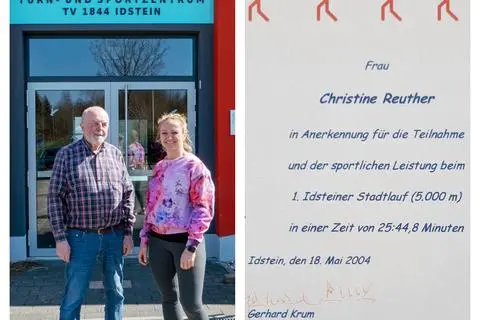 TURN- UND SPORTZENTRUM
TV 1844 IDSTEIN
Frau
Christine Reuther
in Anerkennung für die Teilnahme
und der sportlichen Leistung beim
1. Idsteiner Stadtlauf (5.000 m)
in einer Zeit von 25:44,8 Minuten
Idstein, den 18. Mai 2004
Gerhard Krum